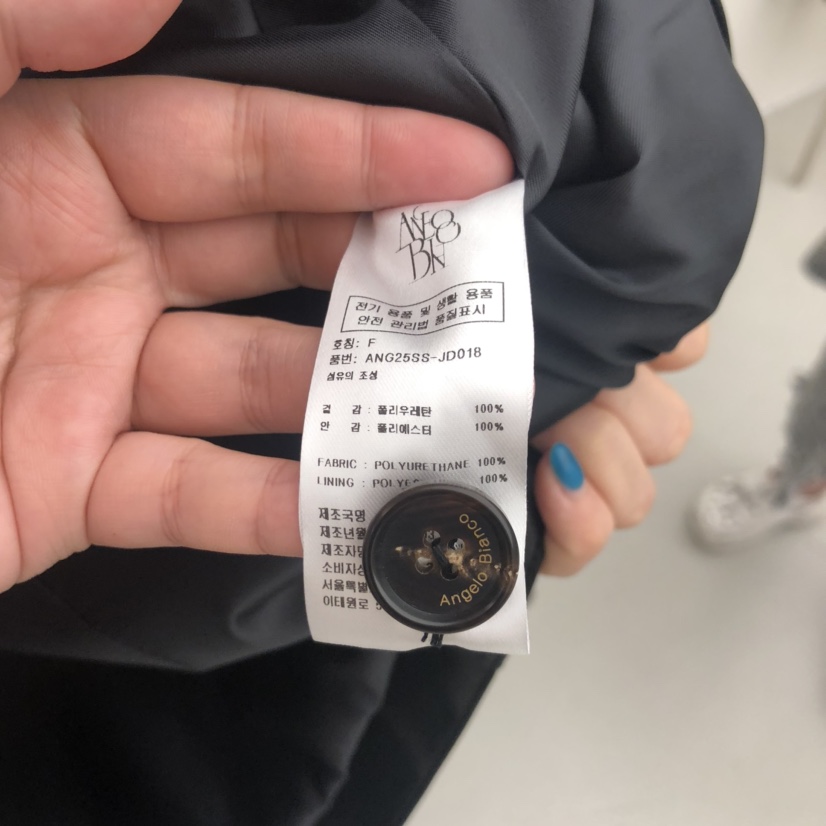 전기 용품 및 생활 용품
안전 관리법 품질표시
호칭: F
품번: ANG25SS-JD018
섬유의 조성
겉 감 : 폴리우레탄 100%
안 감 : 폴리에스터 100%
FABRIC : POLYURETHANE 100%
LINING : 100%
제조국명
제조년월
제조자명
소비자상
서울특별
이태원로
Angelo Bianco